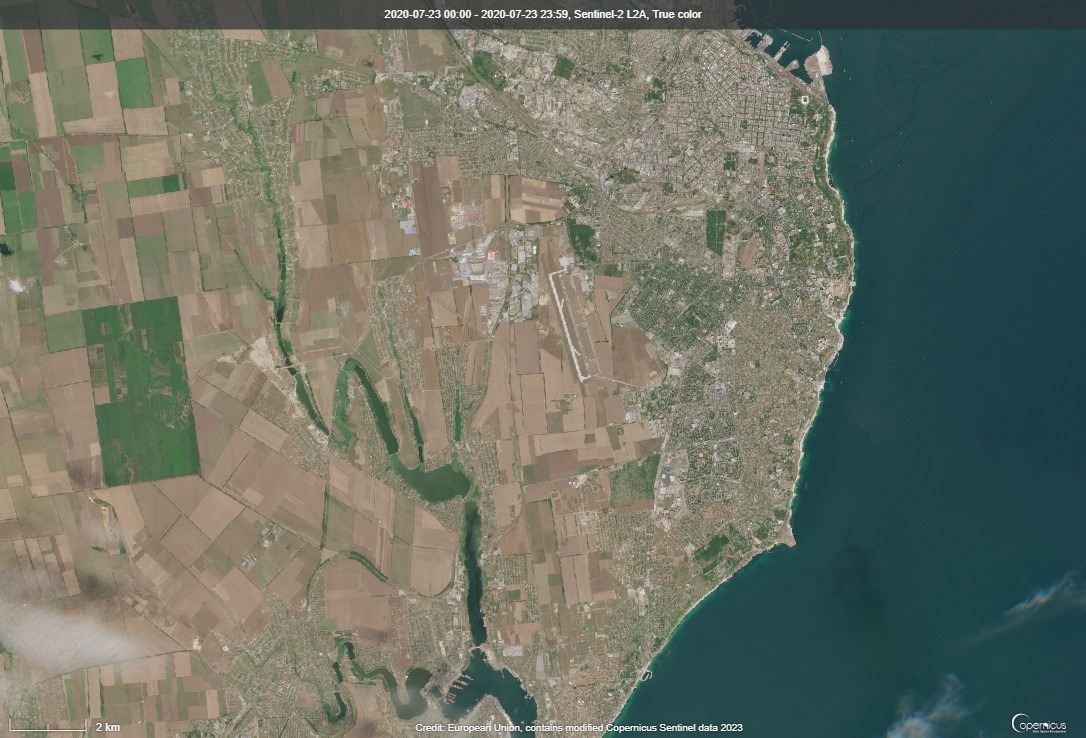 2020-07-23 00:00 - 2020-07-23 23:59, Sentinel-2 L2A, True color
2 km
Credit: European Union, contains modified Copernicus Sentinel data 2023
Copernicus